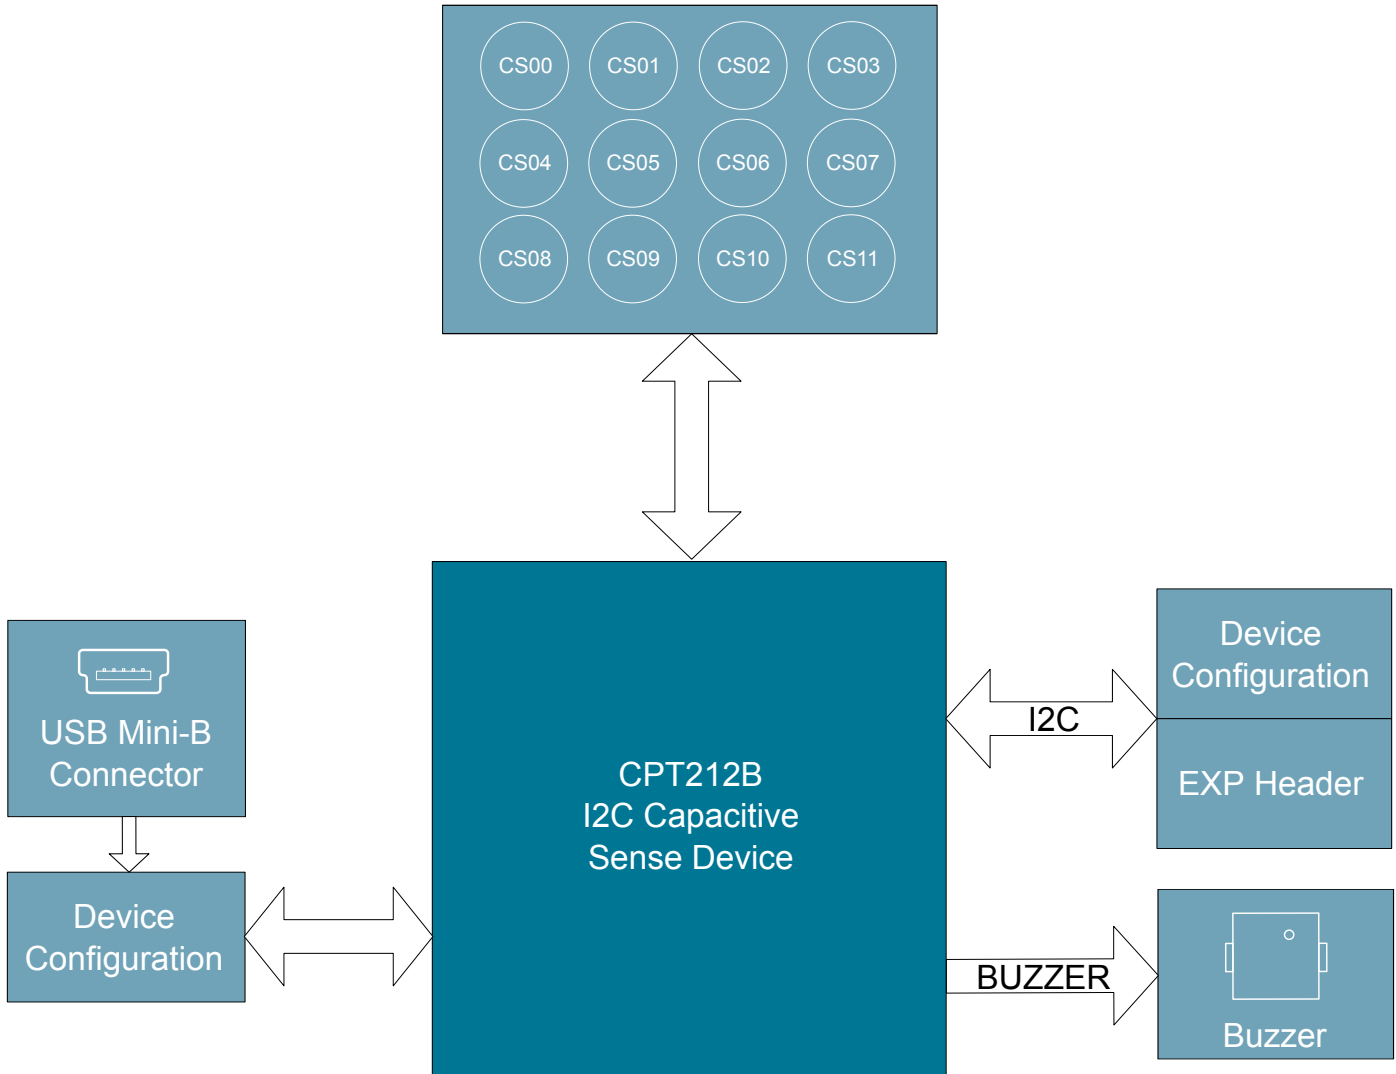 CS00 CS01 CS02 CS03
CS04 CS05 CS06 CS07
CS08 CS09 CS10 CS11
USB Mini-B
Connector
Device
Configuration
CPT212B
I2C Capacitive
Sense Device
I2C
Device
Configuration
EXP Header
BUZZER
Buzzer